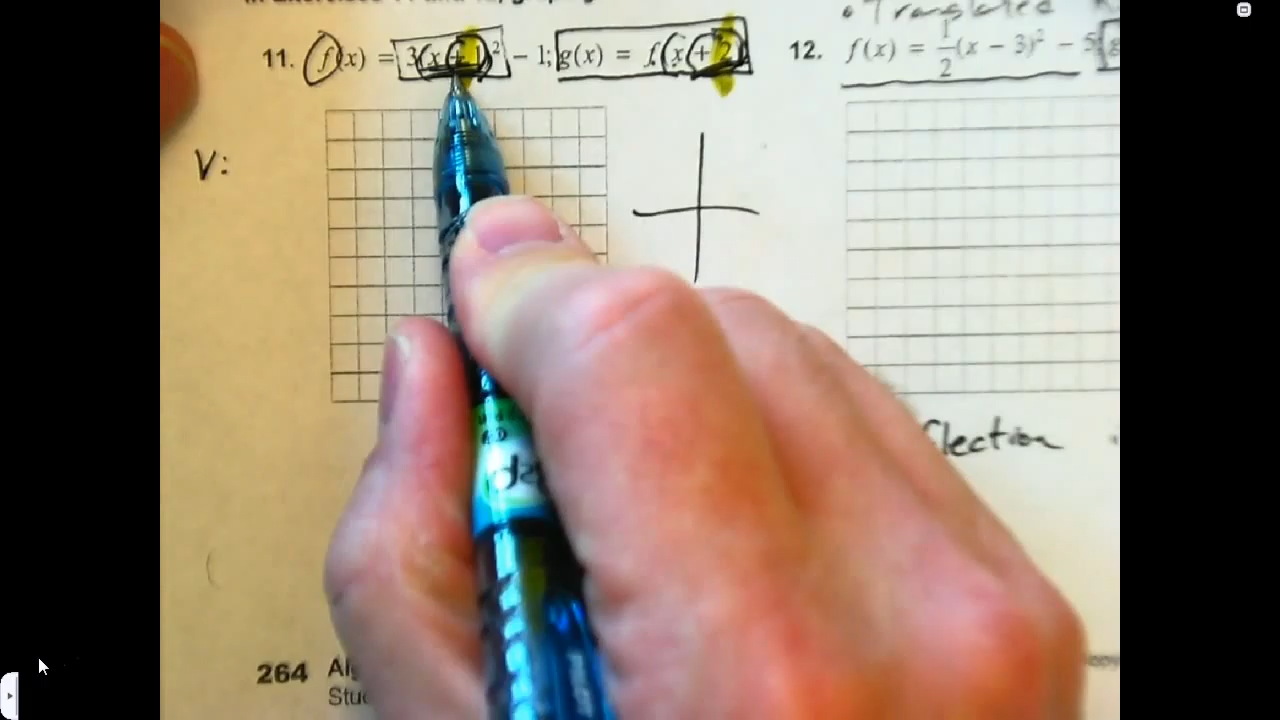 • Translated
11. f(x) = 3(x + 1)² − 1; g(x) = f(x + 2)
12. f(x) = 1/2(x − 3)² − 5
V:
flection
264